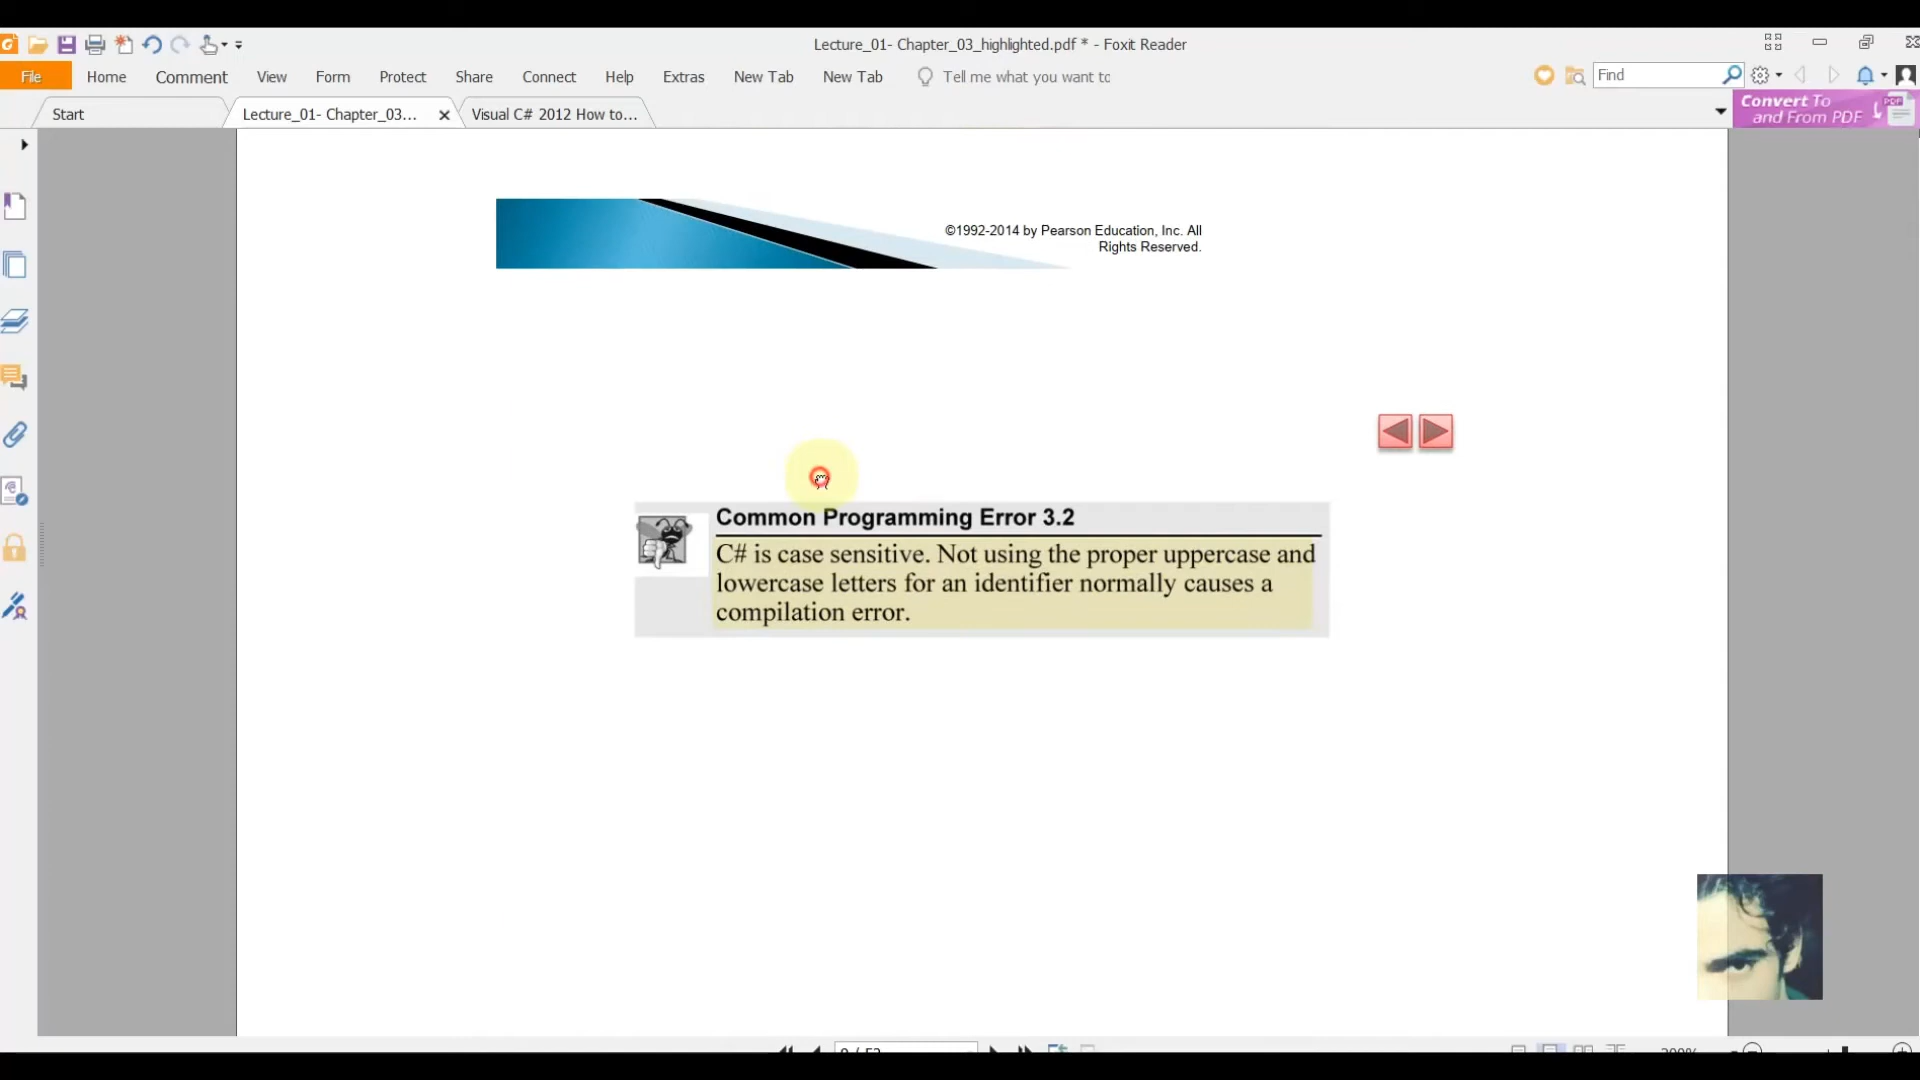 Lecture_01- Chapter_03_highlighted.pdf * - Foxit Reader
File Home Comment View Form Protect Share Connect Help Extras New Tab New Tab Tell me what you want to Find
Start Lecture_01- Chapter_03... Visual C# 2012 How to...
Convert To
and From PDF
PDF
©1992-2014 by Pearson Education, Inc. All
Rights Reserved.
Common Programming Error 3.2
C# is case sensitive. Not using the proper uppercase and
lowercase letters for an identifier normally causes a
compilation error.